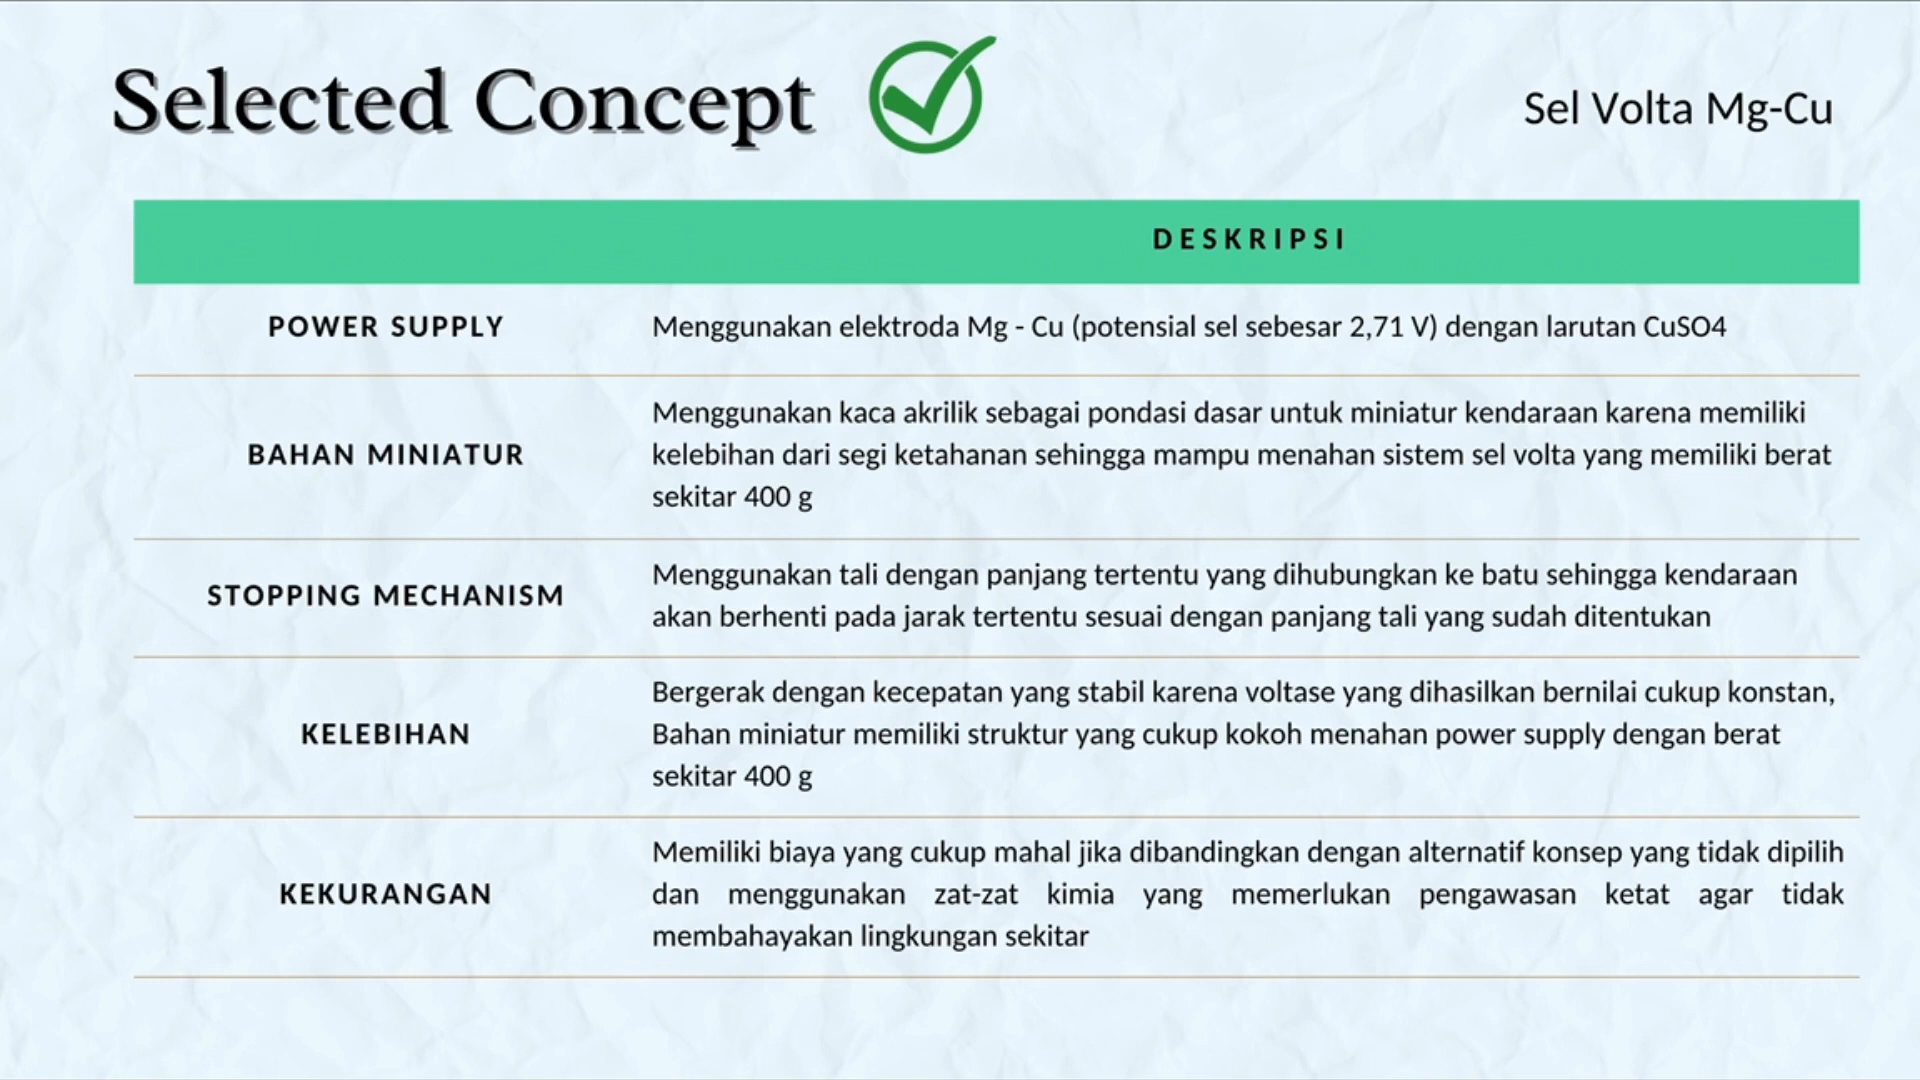 Selected Concept
Sel Volta Mg-Cu
DESKRIPSI
POWER SUPPLY
Menggunakan elektroda Mg - Cu (potensial sel sebesar 2,71 V) dengan larutan CuSO4
BAHAN MINIATUR
Menggunakan kaca akrilik sebagai pondasi dasar untuk miniatur kendaraan karena memiliki
kelebihan dari segi ketahanan sehingga mampu menahan sistem sel volta yang memiliki berat
sekitar 400 g
STOPPING MECHANISM
Menggunakan tali dengan panjang tertentu yang dihubungkan ke batu sehingga kendaraan
akan berhenti pada jarak tertentu sesuai dengan panjang tali yang sudah ditentukan
KELEBIHAN
Bergerak dengan kecepatan yang stabil karena voltase yang dihasilkan bernilai cukup konstan,
Bahan miniatur memiliki struktur yang cukup kokoh menahan power supply dengan berat
sekitar 400 g
KEKURANGAN
Memiliki biaya yang cukup mahal jika dibandingkan dengan alternatif konsep yang tidak dipilih
dan menggunakan zat-zat kimia yang memerlukan pengawasan ketat agar tidak
membahayakan lingkungan sekitar